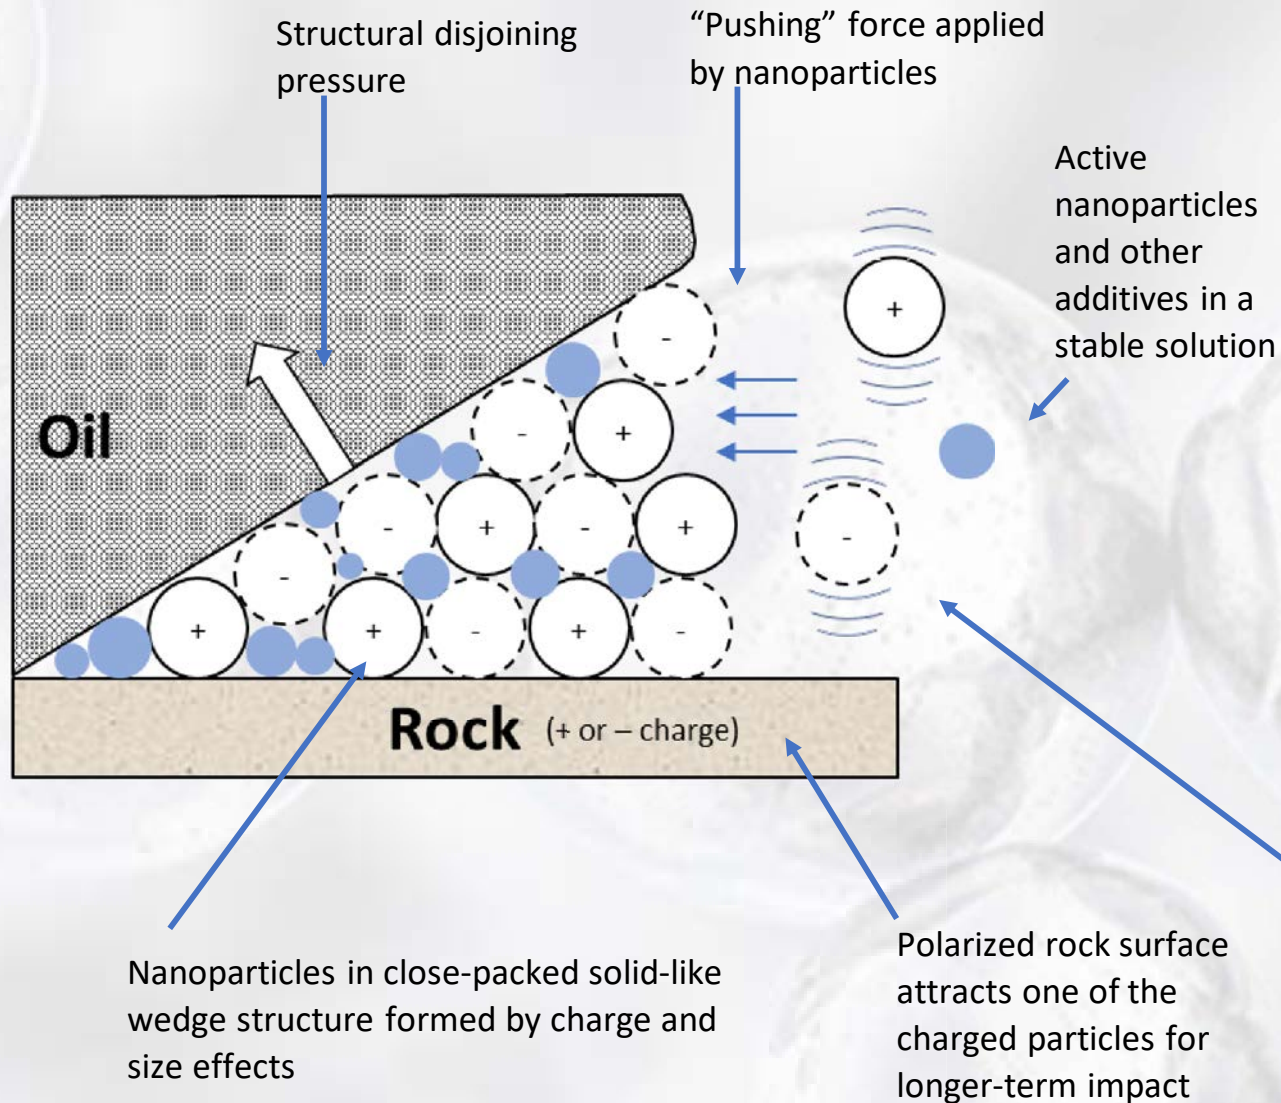 Structural disjoining
pressure
“Pushing” force applied
by nanoparticles
Active
nanoparticles
and other
additives in a
stable solution
+
-
Oil
-
+
-
+
-
+
-
-
+
+
-
+
-
Rock (+ or – charge)
Nanoparticles in close-packed solid-like
wedge structure formed by charge and
size effects
Polarized rock surface
attracts one of the
charged particles for
longer-term impact